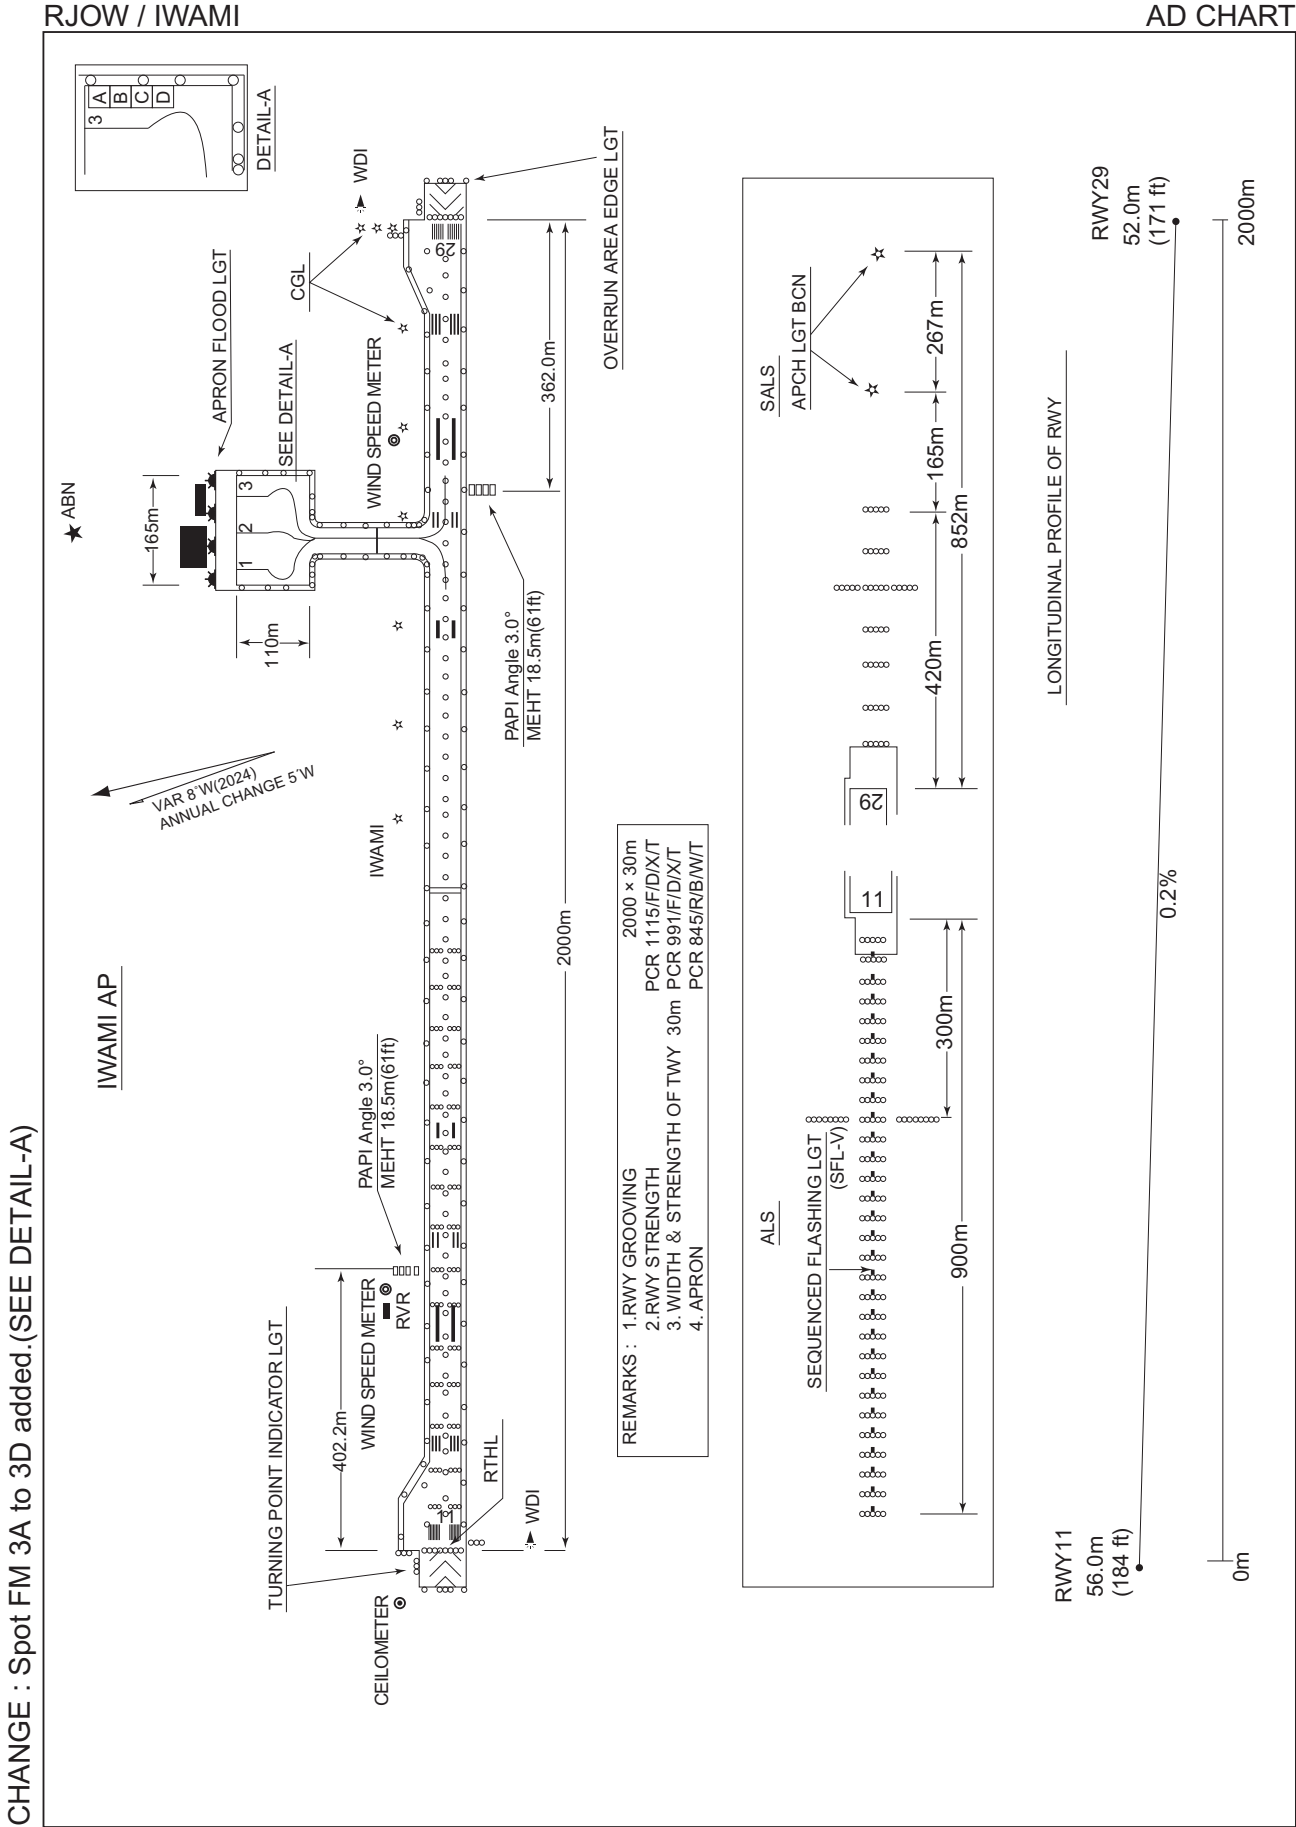 RJOW / IWAMI
AD CHART
CHANGE : Spot FM 3A to 3D added.(SEE DETAIL-A)
IWAMI AP
VAR 8°W(2024)
ANNUAL CHANGE 5'W
ABN
165m
110m
1
2
3
APRON FLOOD LGT
SEE DETAIL-A
3
A
B
C
D
DETAIL-A
CGL
WDI
WIND SPEED METER
OVERRUN AREA EDGE LGT
362.0m
29
PAPI Angle 3.0°
MEHT 18.5m(61ft)
IWAMI
2000m
PAPI Angle 3.0°
MEHT 18.5m(61ft)
402.2m
WIND SPEED METER
RVR
TURNING POINT INDICATOR LGT
CEILOMETER
11
RTHL
WDI
REMARKS : 1.RWY GROOVING 2000 × 30m
2.RWY STRENGTH PCR 1115/F/D/X/T
3. WIDTH & STRENGTH OF TWY 30m PCR 991/F/D/X/T
4. APRON PCR 845/R/B/W/T
ALS
SEQUENCED FLASHING LGT
(SFL-V)
300m
900m
11
29
SALS
APCH LGT BCN
420m
165m
267m
852m
LONGITUDINAL PROFILE OF RWY
RWY11
56.0m
(184 ft)
0.2%
RWY29
52.0m
(171 ft)
0m
2000m